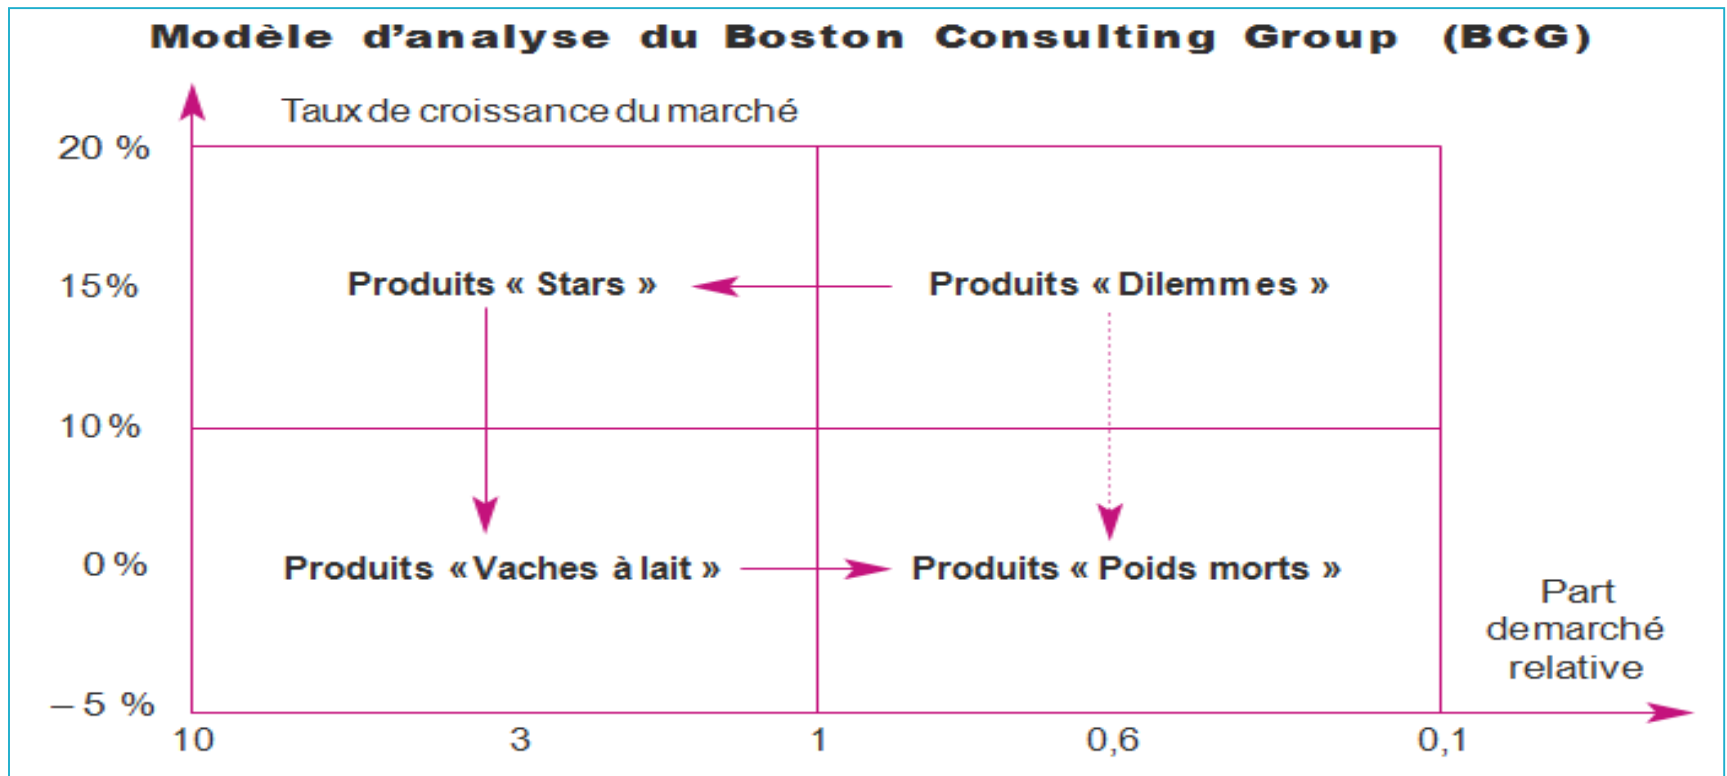 Modèle d'analyse du Boston Consulting Group (BCG)
Taux de croissance du marché
20 %
15 %
Produits « Stars »
Produits « Dilemmes »
10 %
0 %
Produits « Vaches à lait »
Produits « Poids morts »
Part
de marché
relative
– 5 %
10
3
1
0,6
0,1